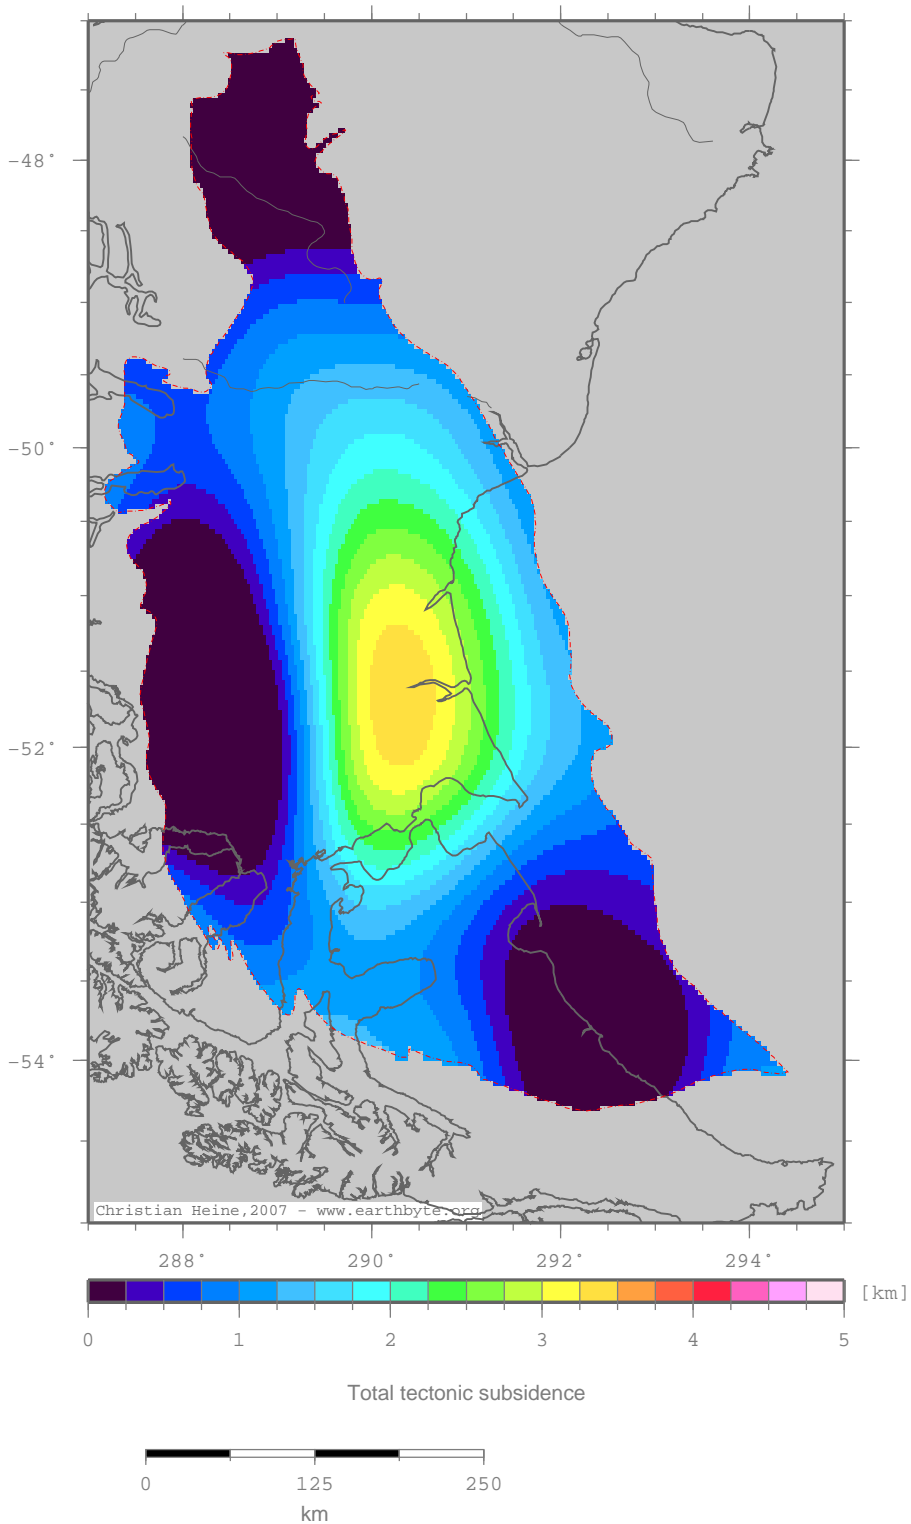 −48°
−50°
−52°
−54°
Christian Heine,2007 − www.earthbyte.org
288° 290° 292° 294°
[km]
0 1 2 3 4 5
Total tectonic subsidence
0 125 250
km